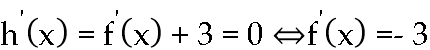 h'(x) = f'(x) + 3 = 0 ⇔f'(x) =- 3